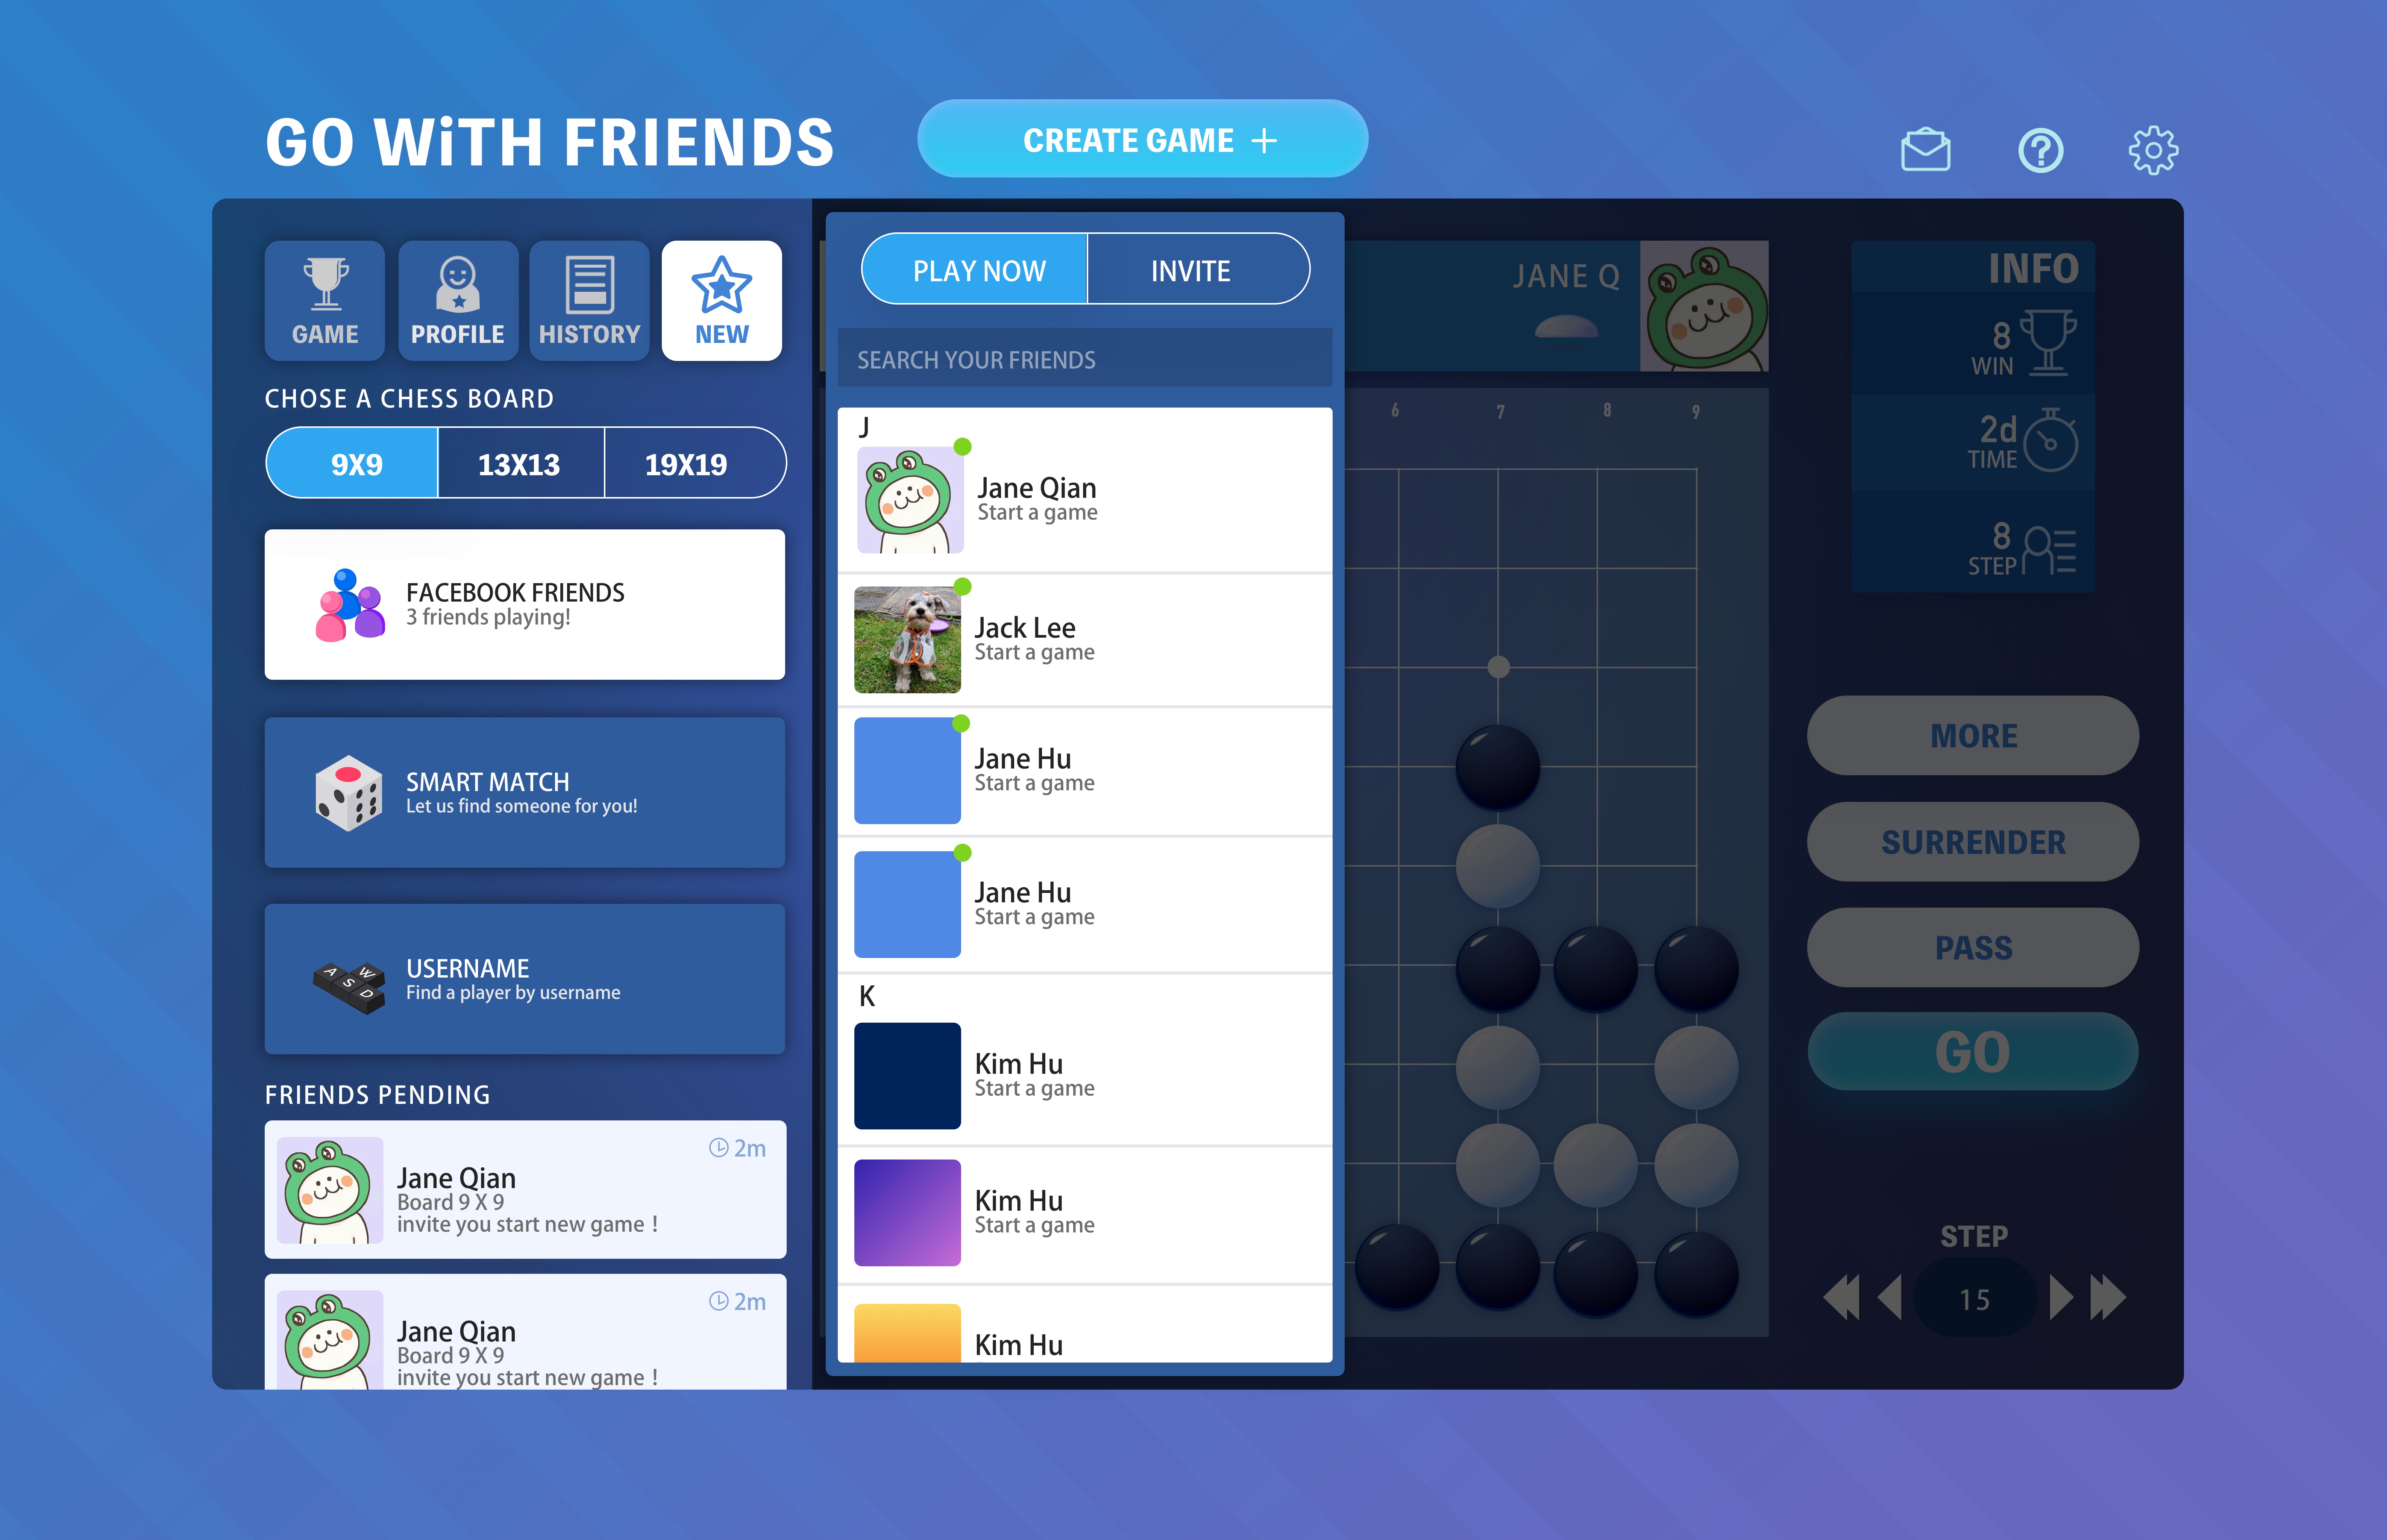 GO WiTH FRIENDS
CREATE GAME +
?
GAME
PROFILE
HISTORY
NEW
CHOSE A CHESS BOARD
9X9
13X13
19X19
FACEBOOK FRIENDS
3 friends playing!
SMART MATCH
Let us find someone for you!
A W S D
USERNAME
Find a player by username
FRIENDS PENDING
2m
Jane Qian
Board 9 X 9
invite you start new game !
2m
Jane Qian
Board 9 X 9
invite you start new game !
PLAY NOW
INVITE
SEARCH YOUR FRIENDS
J
Jane Qian
Start a game
Jack Lee
Start a game
Jane Hu
Start a game
Jane Hu
Start a game
K
Kim Hu
Start a game
Kim Hu
Start a game
Kim Hu
JANE Q
6 7 8 9
INFO
8
WIN
2d
TIME
8
STEP
MORE
SURRENDER
PASS
GO
STEP
15